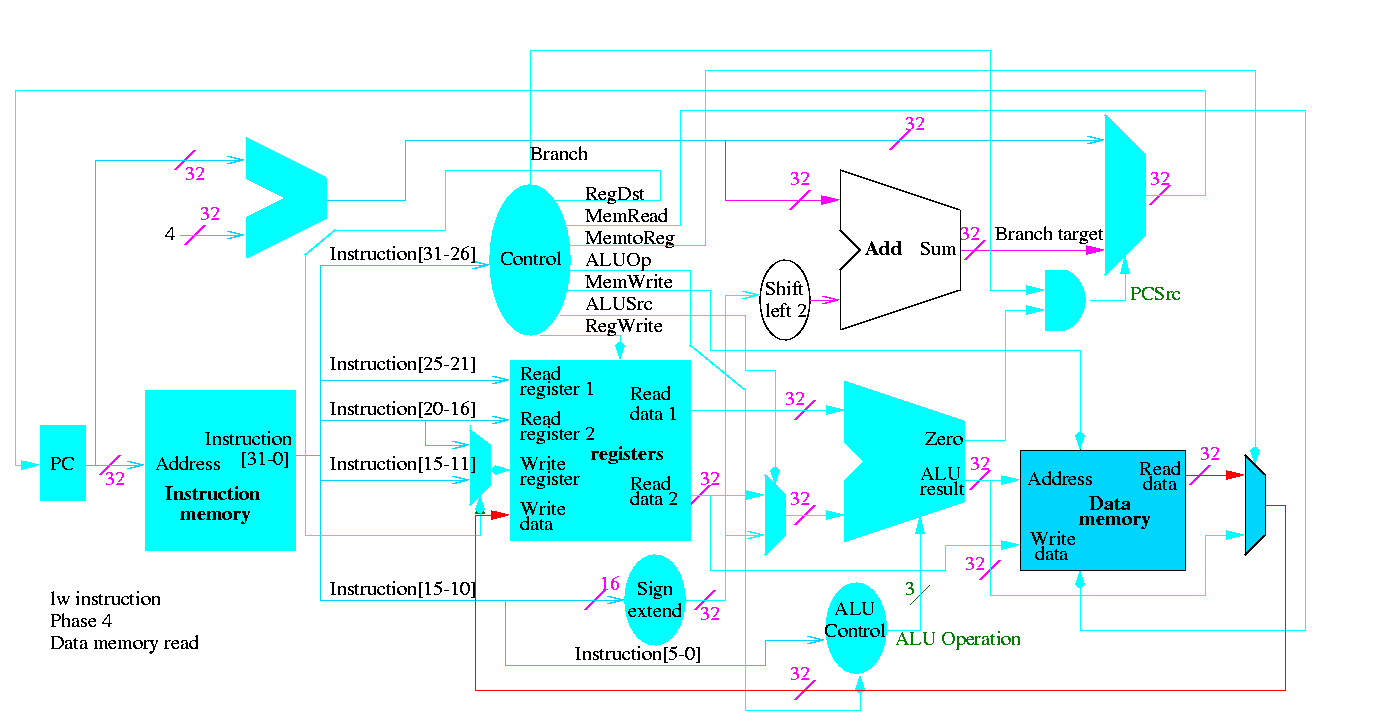 32
32
Branch
32
32
RegDst
32
MemRead
4
MemtoReg
32
Branch target
Instruction[31-26]
Control
Add
Sum
ALUOp
MemWrite
Shift
left 2
PCSrc
ALUSrc
RegWrite
Instruction[25-21]
Read
register 1
Read
data 1
32
Instruction[20-16]
Read
register 2
Instruction
[31-0]
Zero
registers
PC
Address
32
Instruction[15-11]
Write
register
Read
data 2
32
32
ALU
result
32
Address
Read
data
32
Instruction
memory
Data
memory
Write
data
Write
data
32
Instruction[15-10]
16
Sign
extend
32
3
lw instruction
Phase 4
Data memory read
ALU
Control
ALU Operation
Instruction[5-0]
32